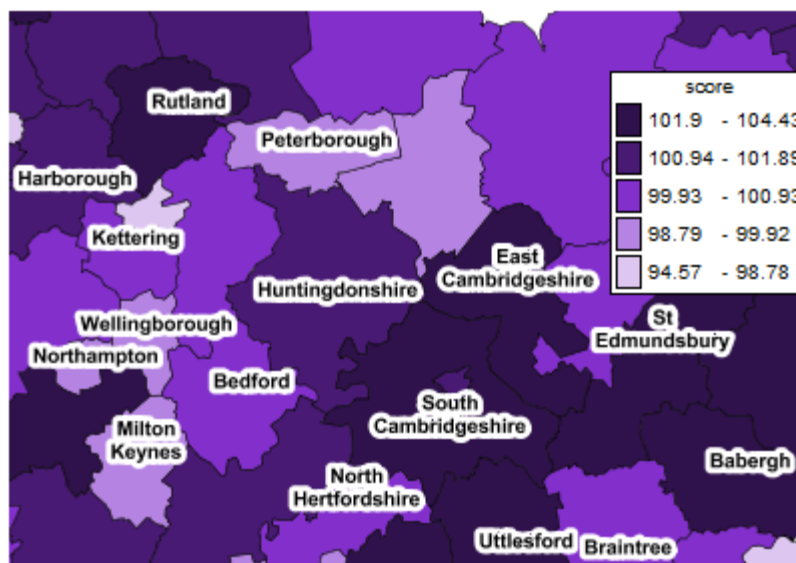 score
101.9 - 104.43
100.94 - 101.89
99.93 - 100.93
98.79 - 99.92
94.57 - 98.78
Rutland
Peterborough
Harborough
Kettering
East
Cambridgeshire
Huntingdonshire
Wellingborough
St
Edmundsbury
Northampton
Bedford
South
Cambridgeshire
Milton
Keynes
Babergh
North
Hertfordshire
Uttlesford
Braintree